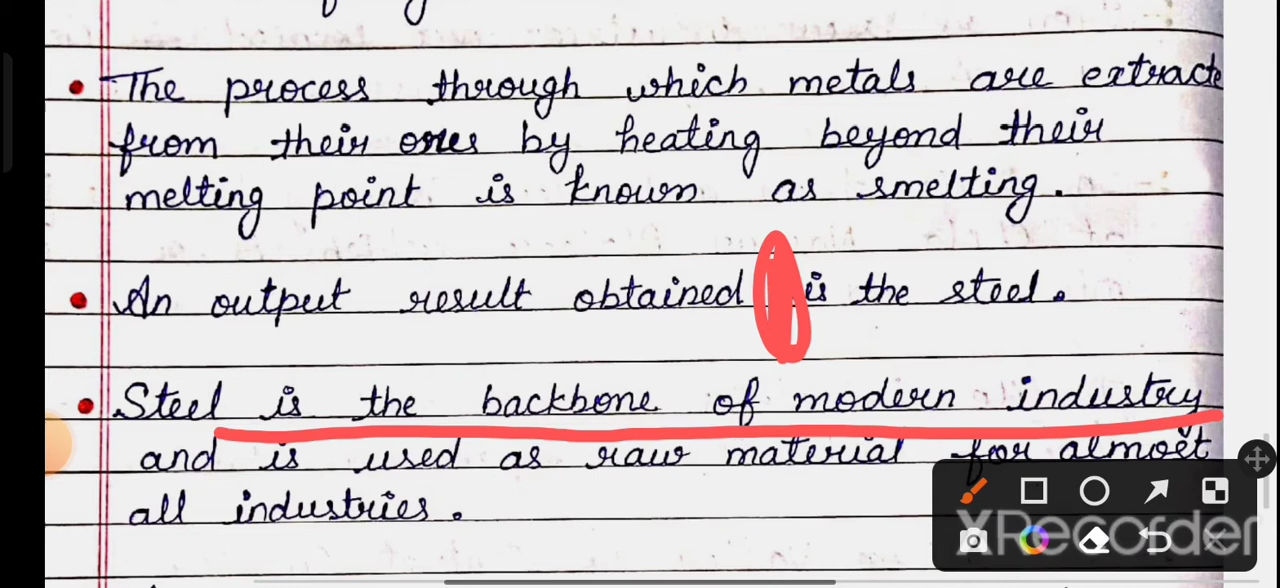 The process through which metals are extracte
from their ores by heating beyond their
melting point is known as smelting.
An output result obtained is the steel.
Steel is the backbone of modern industry
and is used as raw material for almost
all industries.
XRecorder